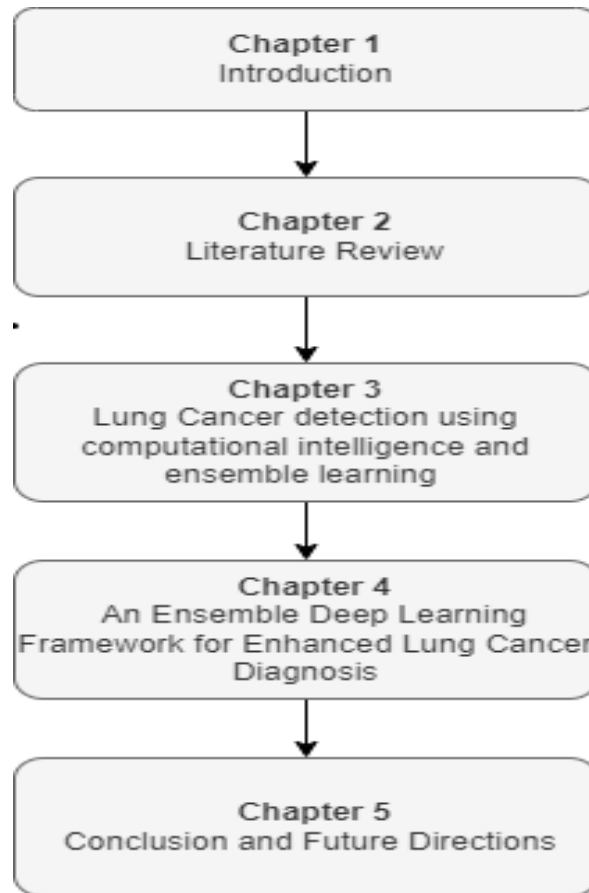 Chapter 1
Introduction
Chapter 2
Literature Review
Chapter 3
Lung Cancer detection using
computational intelligence and
ensemble learning
Chapter 4
An Ensemble Deep Learning
Framework for Enhanced Lung Cancer
Diagnosis
Chapter 5
Conclusion and Future Directions